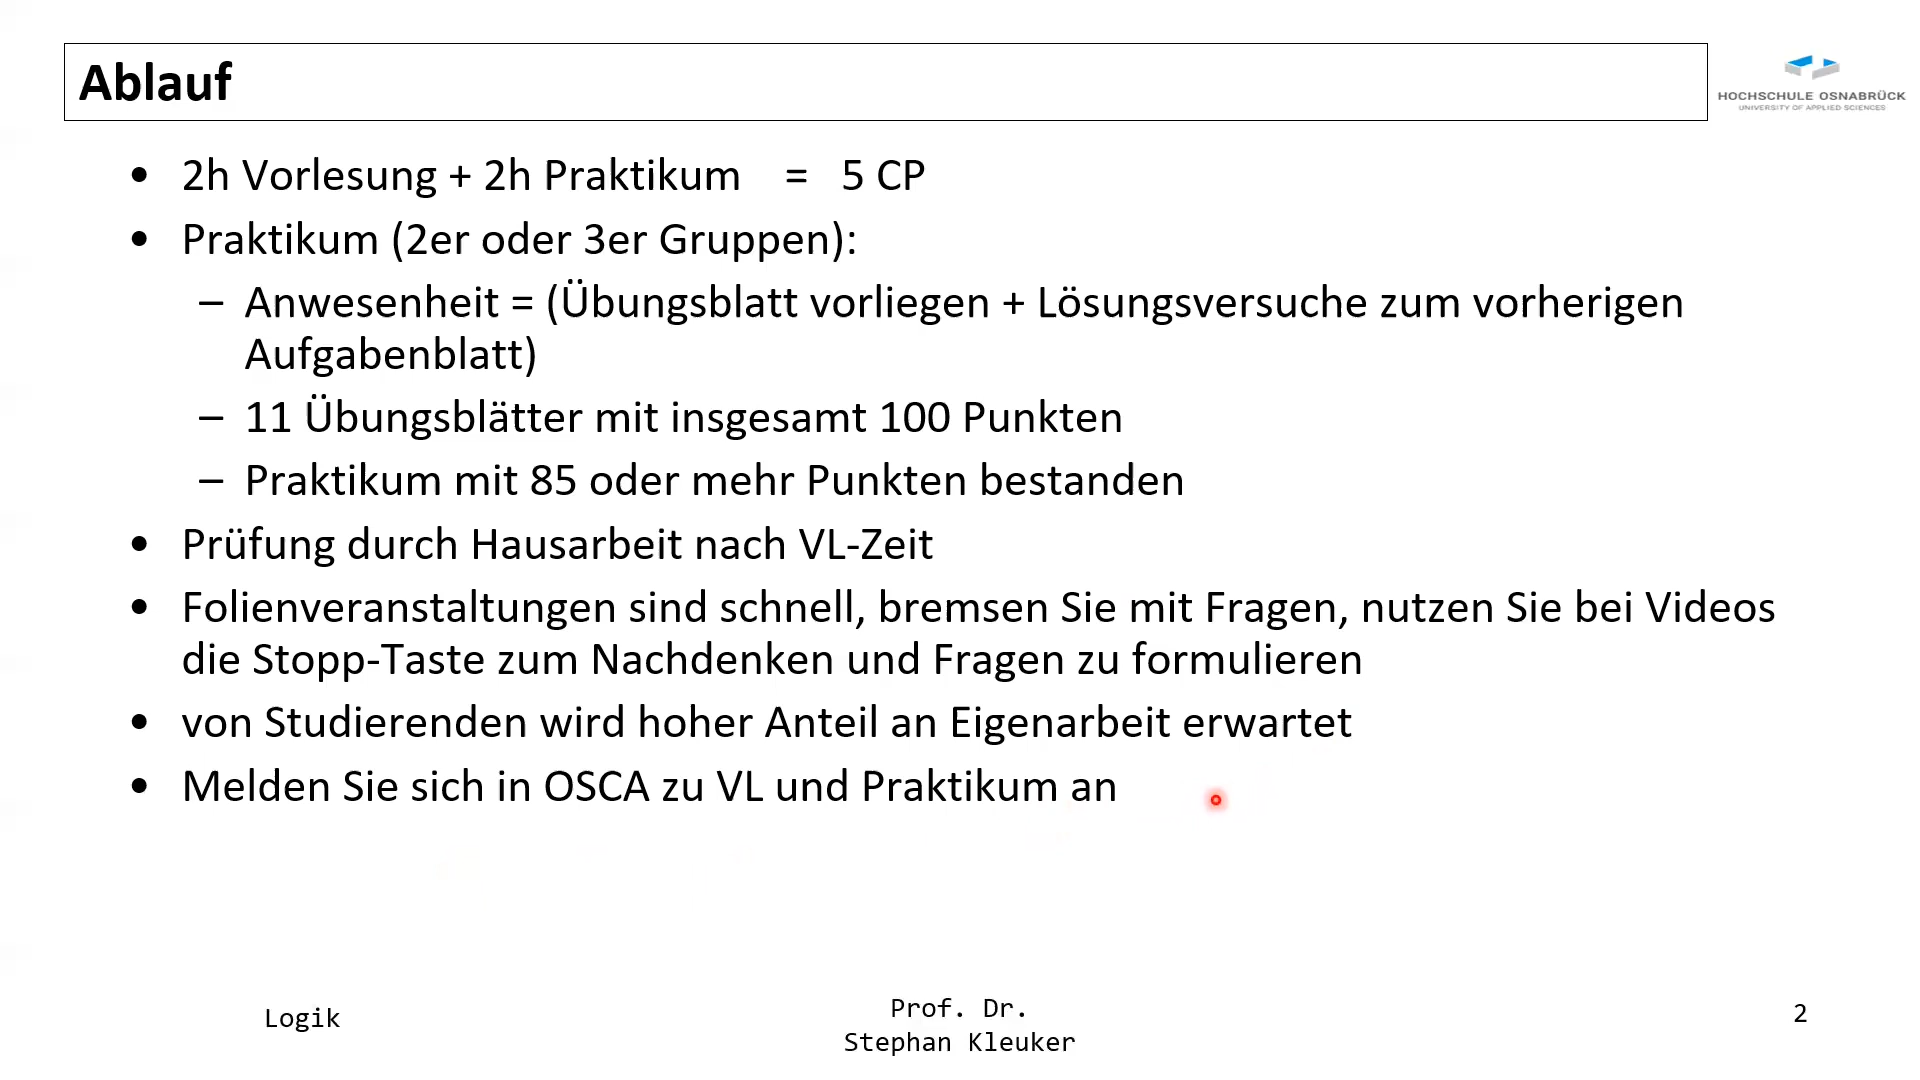 Ablauf
HOCHSCHULE OSNABRÜCK
UNIVERSITY OF APPLIED SCIENCES
• 2h Vorlesung + 2h Praktikum = 5 CP
• Praktikum (2er oder 3er Gruppen):
– Anwesenheit = (Übungsblatt vorliegen + Lösungsversuche zum vorherigen
Aufgabenblatt)
– 11 Übungsblätter mit insgesamt 100 Punkten
– Praktikum mit 85 oder mehr Punkten bestanden
• Prüfung durch Hausarbeit nach VL-Zeit
• Folienveranstaltungen sind schnell, bremsen Sie mit Fragen, nutzen Sie bei Videos
die Stopp-Taste zum Nachdenken und Fragen zu formulieren
• von Studierenden wird hoher Anteil an Eigenarbeit erwartet
• Melden Sie sich in OSCA zu VL und Praktikum an
Logik
Prof. Dr.
Stephan Kleuker
2